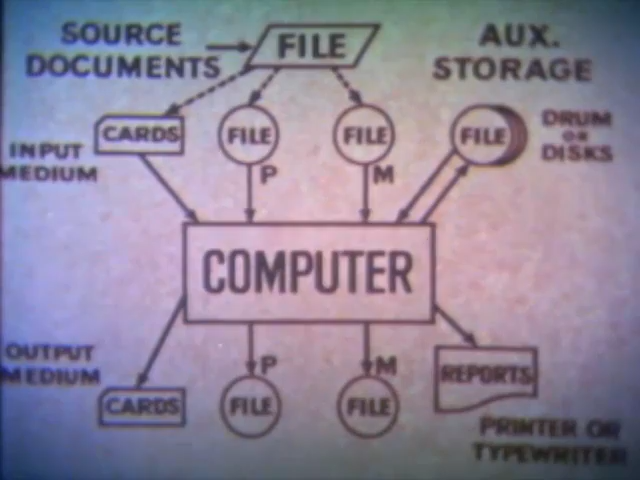 SOURCE
DOCUMENTS
FILE
AUX.
STORAGE
INPUT
MEDIUM
CARDS
FILE
P
FILE
M
FILE
DRUM
OR
DISKS
COMPUTER
OUTPUT
MEDIUM
CARDS
P
FILE
M
FILE
REPORTS
PRINTER OR
TYPEWRITER